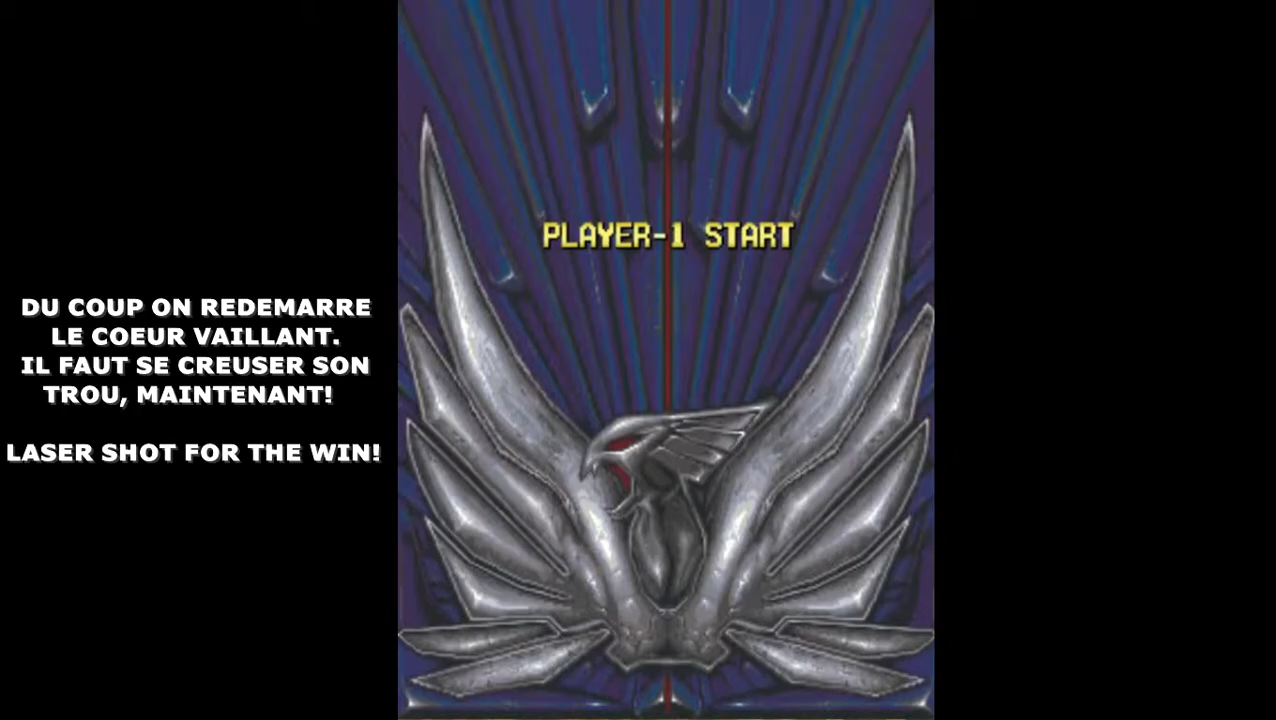 DU COUP ON REDEMARRE
LE COEUR VAILLANT.
IL FAUT SE CREUSER SON
TROU, MAINTENANT!
LASER SHOT FOR THE WIN!
PLAYER-1 START